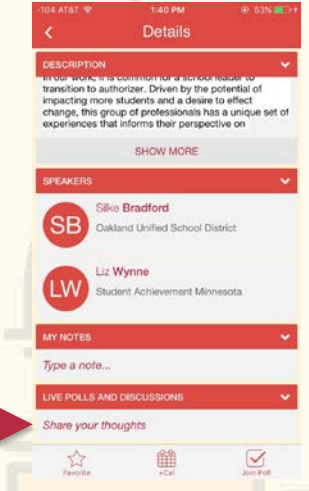 -104 AT&T 1:40 PM 53%
Details
DESCRIPTION
In our work, it is common for a school leader to
transition to authorizer. Driven by the potential of
impacting more students and a desire to effect
change, this group of professionals has a unique set of
experiences that informs their perspective on
SHOW MORE
SPEAKERS
SB
Silke Bradford
Oakland Unified School District
LW
Liz Wynne
Student Achievement Minnesota
MY NOTES
Type a note...
LIVE POLLS AND DISCUSSIONS
Share your thoughts
Favorite +Cal Join Poll